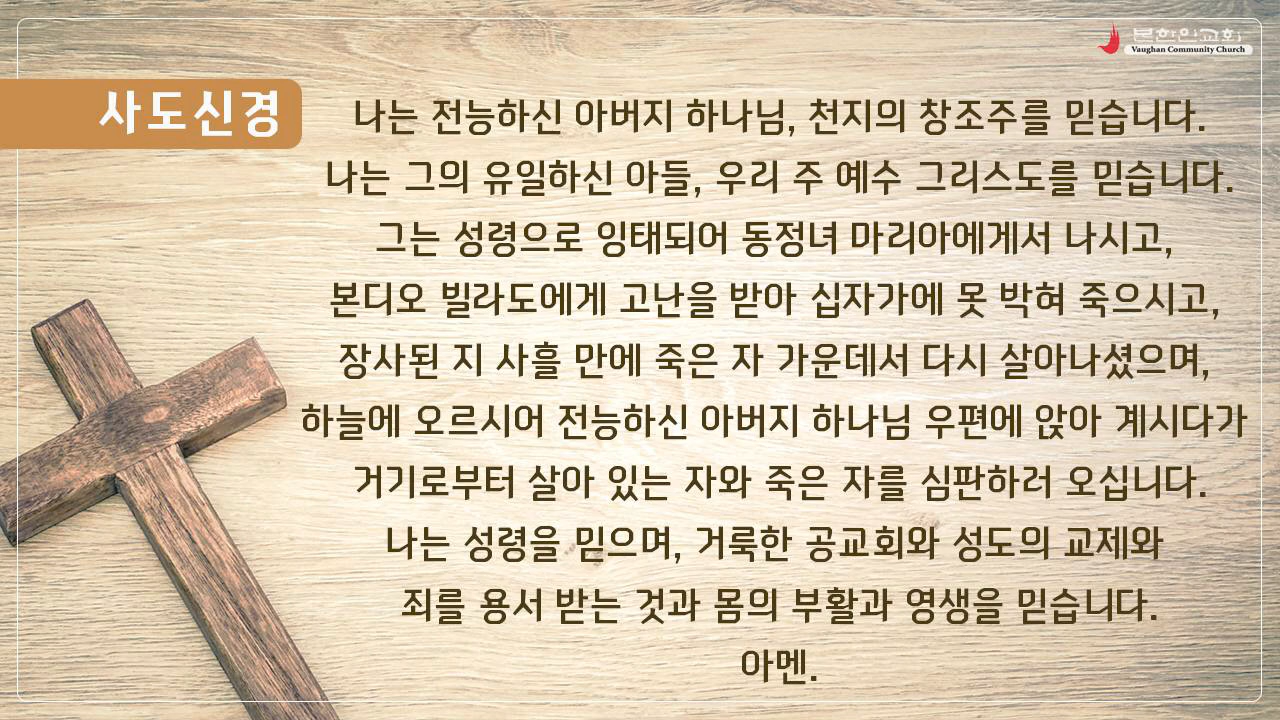 본한인교회
Vaughan Community Church
사도신경
나는 전능하신 아버지 하나님, 천지의 창조주를 믿습니다.
나는 그의 유일하신 아들, 우리 주 예수 그리스도를 믿습니다.
그는 성령으로 잉태되어 동정녀 마리아에게서 나시고,
본디오 빌라도에게 고난을 받아 십자가에 못 박혀 죽으시고,
장사된 지 사흘 만에 죽은 자 가운데서 다시 살아나셨으며,
하늘에 오르시어 전능하신 아버지 하나님 우편에 앉아 계시다가
거기로부터 살아 있는 자와 죽은 자를 심판하러 오십니다.
나는 성령을 믿으며, 거룩한 공교회와 성도의 교제와
죄를 용서 받는 것과 몸의 부활과 영생을 믿습니다.
아멘.